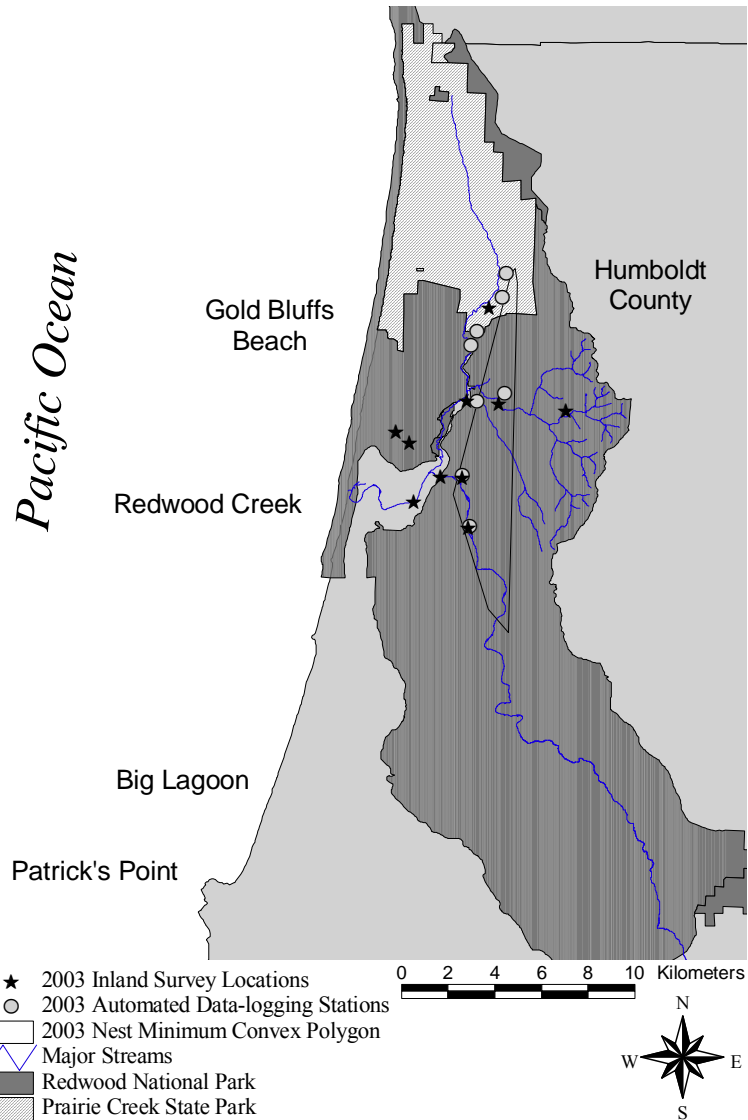 Pacific Ocean
Gold Bluffs
Beach
Humboldt
County
Redwood Creek
Big Lagoon
Patrick's Point
2003 Inland Survey Locations
2003 Automated Data-logging Stations
2003 Nest Minimum Convex Polygon
Major Streams
Redwood National Park
Prairie Creek State Park
0 2 4 6 8 10 Kilometers
N
W E
S